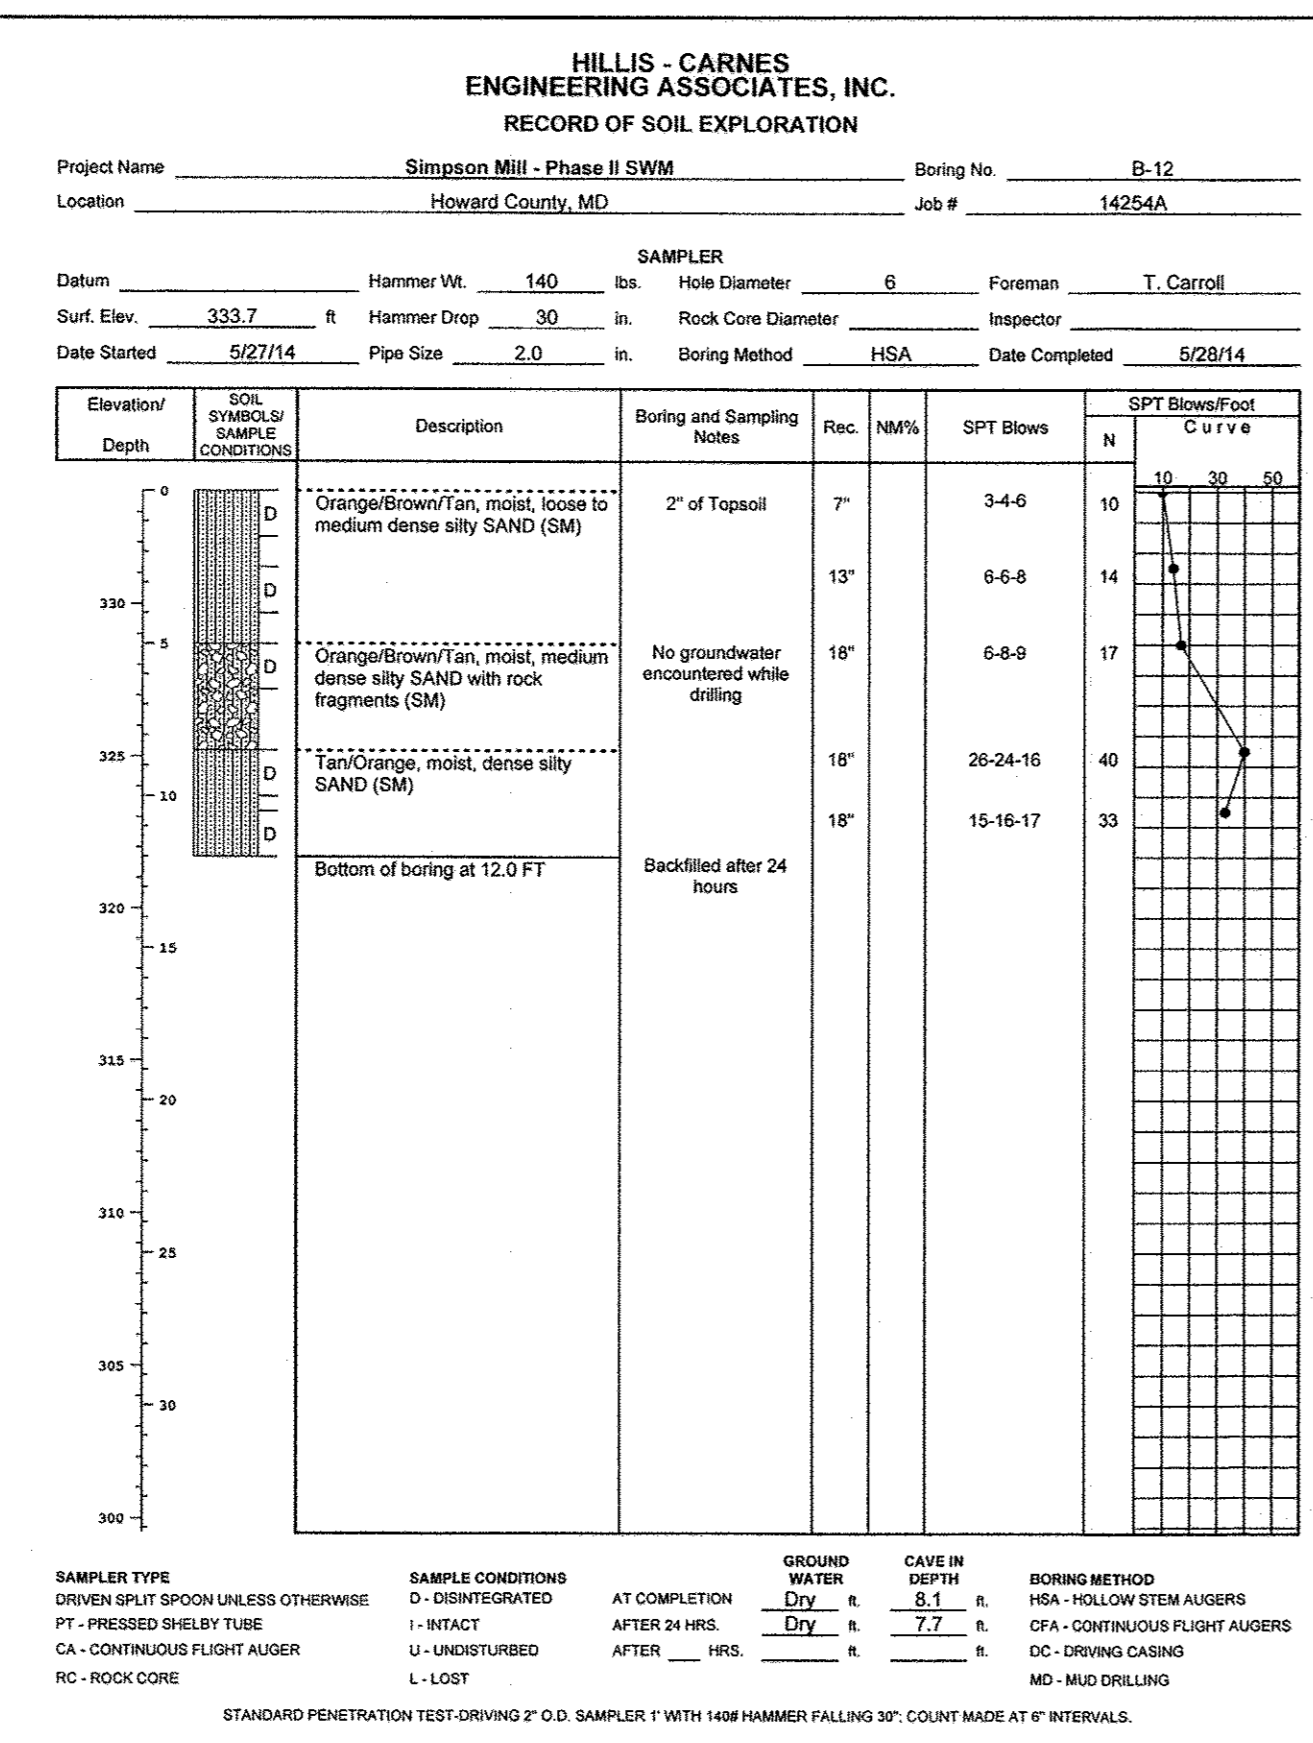 HILLIS - CARNES
ENGINEERING ASSOCIATES, INC.
RECORD OF SOIL EXPLORATION
Project Name Simpson Mill - Phase II SWM Boring No. B-12
Location Howard County, MD Job # 14254A
SAMPLER
Datum Hammer Wt. 140 lbs. Hole Diameter 6 Foreman T. Carroll
Surf. Elev. 333.7 ft Hammer Drop 30 in. Rock Core Diameter Inspector
Date Started 5/27/14 Pipe Size 2.0 in. Boring Method HSA Date Completed 5/28/14
Elevation/
Depth
SOIL
SYMBOLS/
SAMPLE
CONDITIONS
Description
Boring and Sampling
Notes
Rec.
NM%
SPT Blows
SPT Blows/Foot
N
Curve
10 30 50
0
D
Orange/Brown/Tan, moist, loose to
medium dense silty SAND (SM)
2" of Topsoil
7"
3-4-6
10
D
13"
6-6-8
14
330
5
D
Orange/Brown/Tan, moist, medium
dense silty SAND with rock
fragments (SM)
No groundwater
encountered while
drilling
18"
6-8-9
17
325
D
Tan/Orange, moist, dense silty
SAND (SM)
18"
26-24-16
40
10
D
18"
15-16-17
33
Bottom of boring at 12.0 FT
Backfilled after 24
hours
320
15
315
20
310
25
305
30
300
SAMPLER TYPE
DRIVEN SPLIT SPOON UNLESS OTHERWISE
PT - PRESSED SHELBY TUBE
CA - CONTINUOUS FLIGHT AUGER
RC - ROCK CORE
SAMPLE CONDITIONS
D - DISINTEGRATED
I - INTACT
U - UNDISTURBED
L - LOST
GROUND
WATER
CAVE IN
DEPTH
AT COMPLETION Dry ft. 8.1 ft.
AFTER 24 HRS. Dry ft. 7.7 ft.
AFTER ___ HRS. ft. ft.
BORING METHOD
HSA - HOLLOW STEM AUGERS
CFA - CONTINUOUS FLIGHT AUGERS
DC - DRIVING CASING
MD - MUD DRILLING
STANDARD PENETRATION TEST-DRIVING 2" O.D. SAMPLER 1' WITH 140# HAMMER FALLING 30"; COUNT MADE AT 6" INTERVALS.